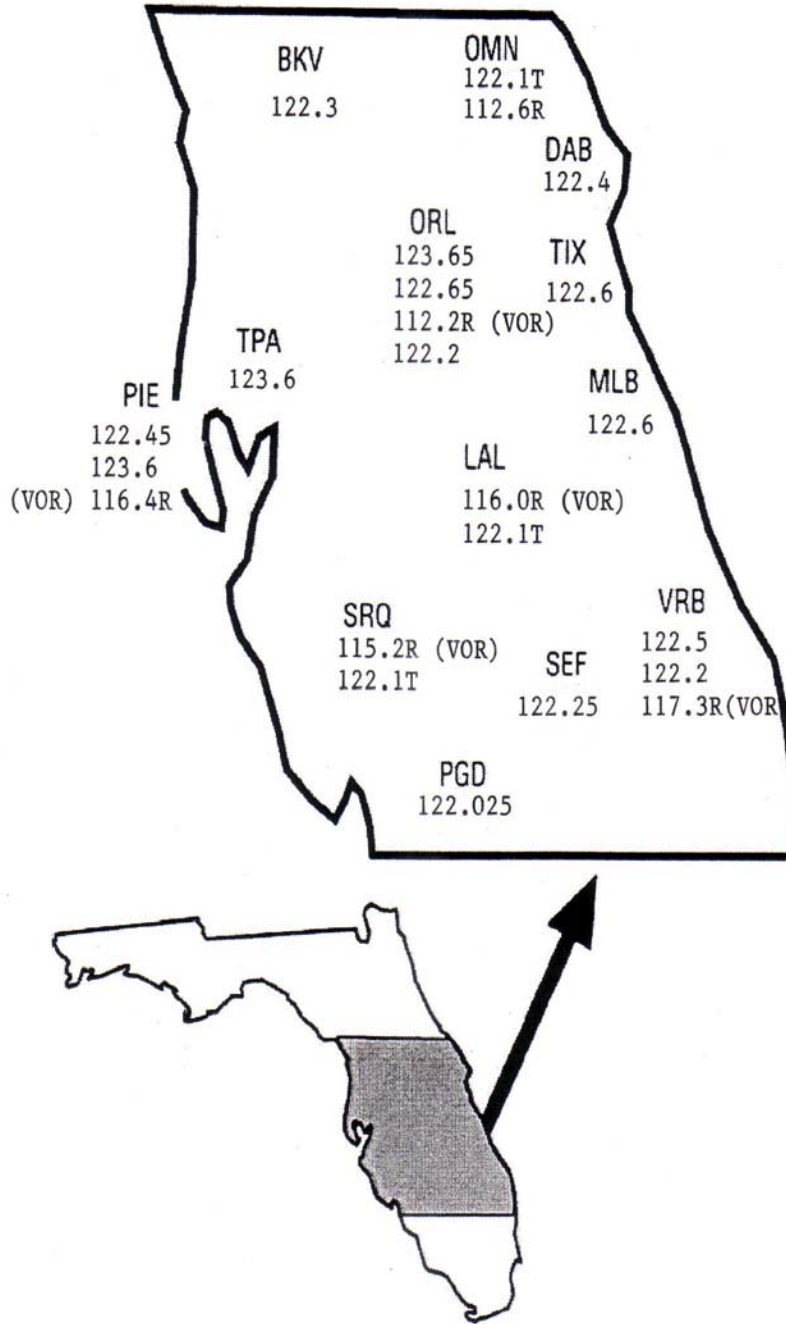 BKV
122.3
OMN
122.1T
112.6R
DAB
122.4
ORL
123.65
122.65
112.2R (VOR)
122.2
TIX
122.6
TPA
123.6
PIE
122.45
123.6
(VOR) 116.4R
MLB
122.6
LAL
116.0R (VOR)
122.1T
SRQ
115.2R (VOR)
122.1T
SEF
122.25
VRB
122.5
122.2
117.3R(VOR
PGD
122.025